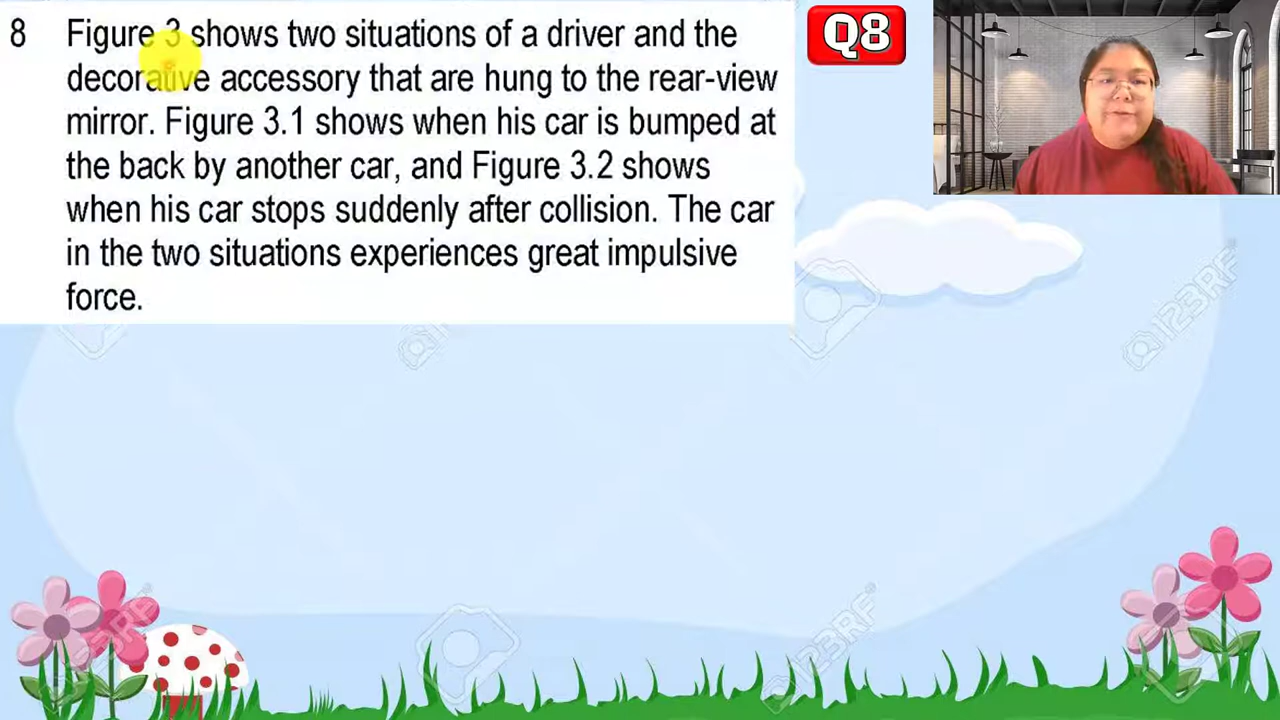 8 Figure 3 shows two situations of a driver and the
decorative accessory that are hung to the rear-view
mirror. Figure 3.1 shows when his car is bumped at
the back by another car, and Figure 3.2 shows
when his car stops suddenly after collision. The car
in the two situations experiences great impulsive
force.
Q8
123RF
123RF